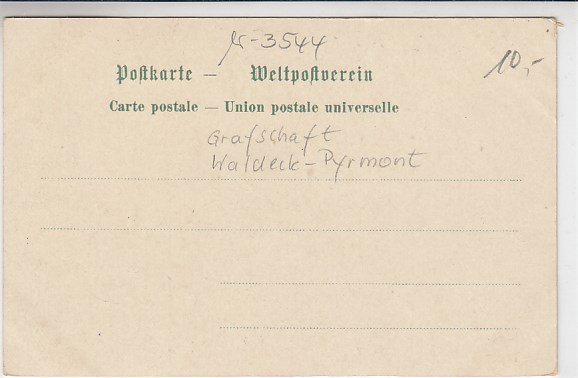 -3544
10,-
Postkarte — Weltpostverein
Carte postale — Union postale universelle
Grafschaft
Waldeck-Pyrmont